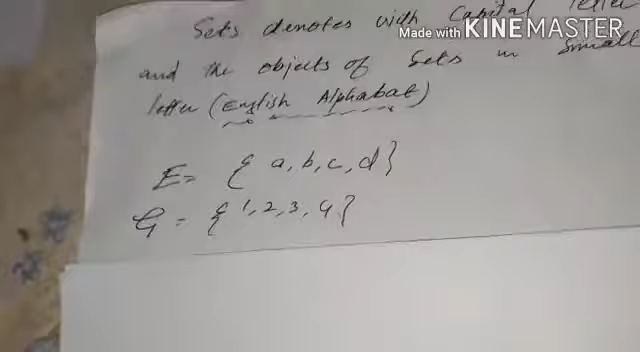 Sets denotes with Capital letter
Made with KINEMASTER
and the objects of Sets in Small
letter (English Alphabat)
E = { a, b, c, d }
G = { 1, 2, 3, 4 }